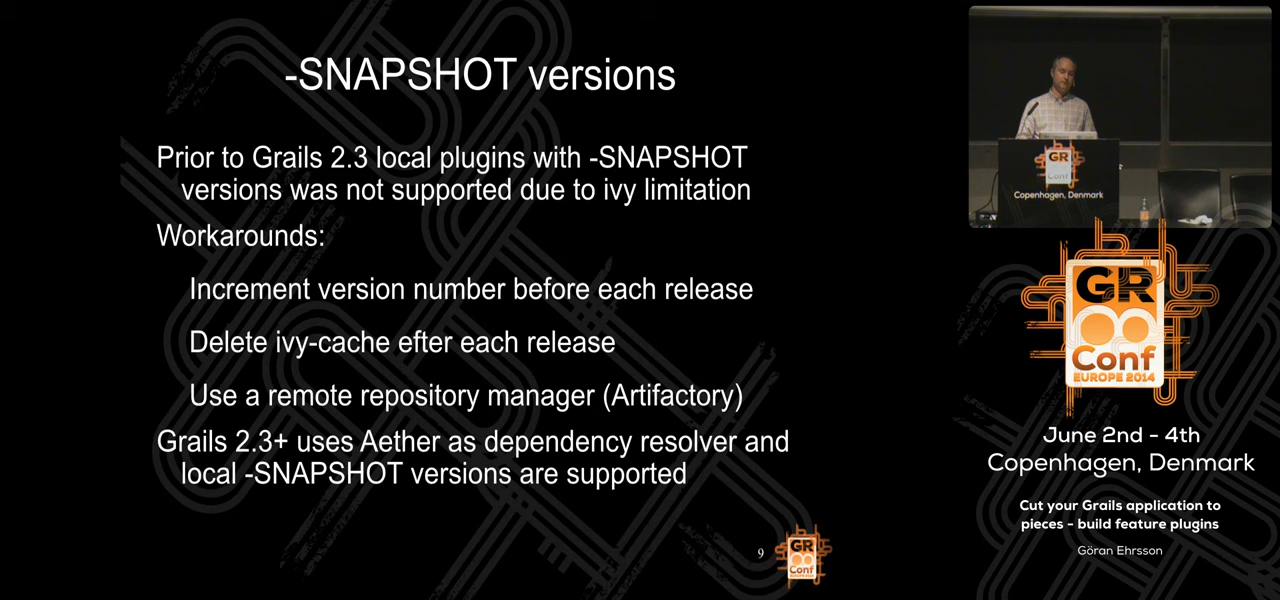 -SNAPSHOT versions
Prior to Grails 2.3 local plugins with -SNAPSHOT
versions was not supported due to ivy limitation
Workarounds:
Increment version number before each release
Delete ivy-cache efter each release
Use a remote repository manager (Artifactory)
Grails 2.3+ uses Aether as dependency resolver and
local -SNAPSHOT versions are supported
9
GR
Conf
EUROPE 2014
GR
Conf
Copenhagen, Denmark
GR
Conf
EUROPE 2014
June 2nd - 4th
Copenhagen, Denmark
Cut your Grails application to
pieces - build feature plugins
Göran Ehrsson